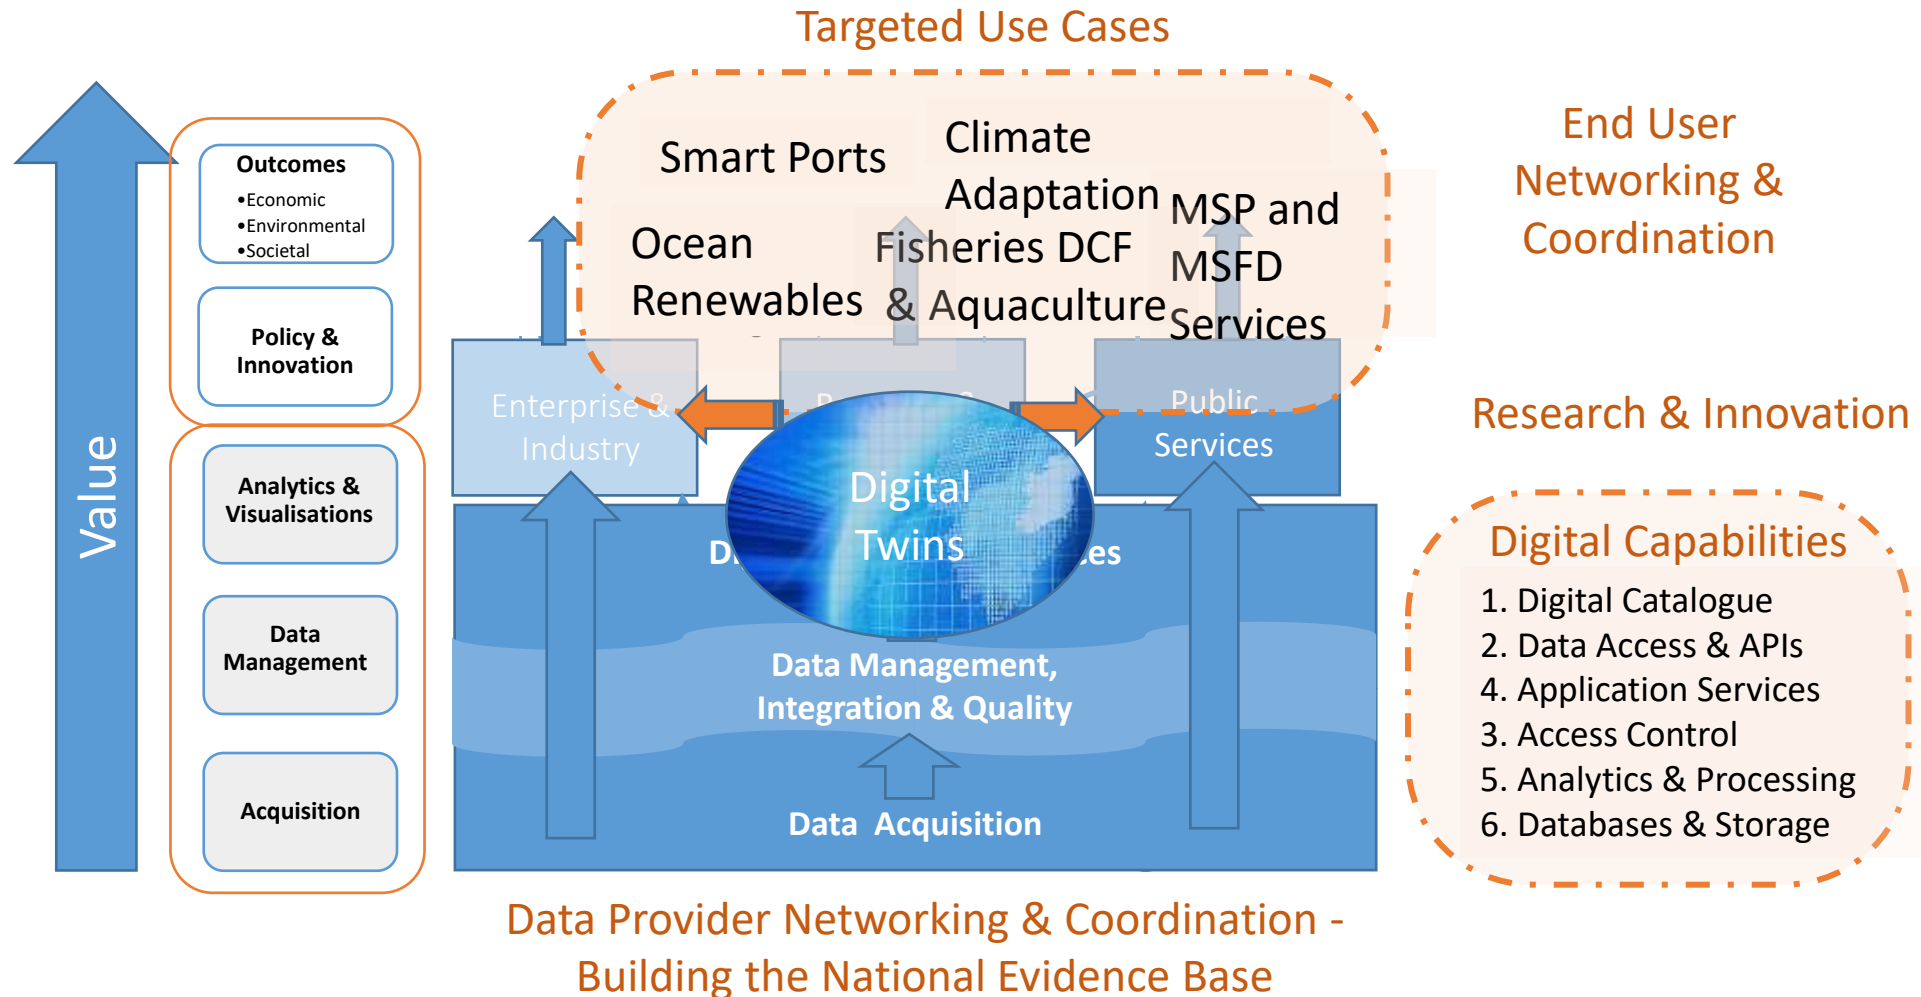 Targeted Use Cases
Value
Outcomes
•Economic
•Environmental
•Societal
Policy &
Innovation
Analytics &
Visualisations
Data
Management
Acquisition
Smart Ports
Climate
Adaptation
Ocean
Renewables
Fisheries DCF
& Aquaculture
MSP and
MSFD
Services
Enterprise &
Industry
Public
Services
Digital
Twins
Data Management,
Integration & Quality
Data Acquisition
End User
Networking &
Coordination
Research & Innovation
Digital Capabilities
1. Digital Catalogue
2. Data Access & APIs
4. Application Services
3. Access Control
5. Analytics & Processing
6. Databases & Storage
Data Provider Networking & Coordination -
Building the National Evidence Base